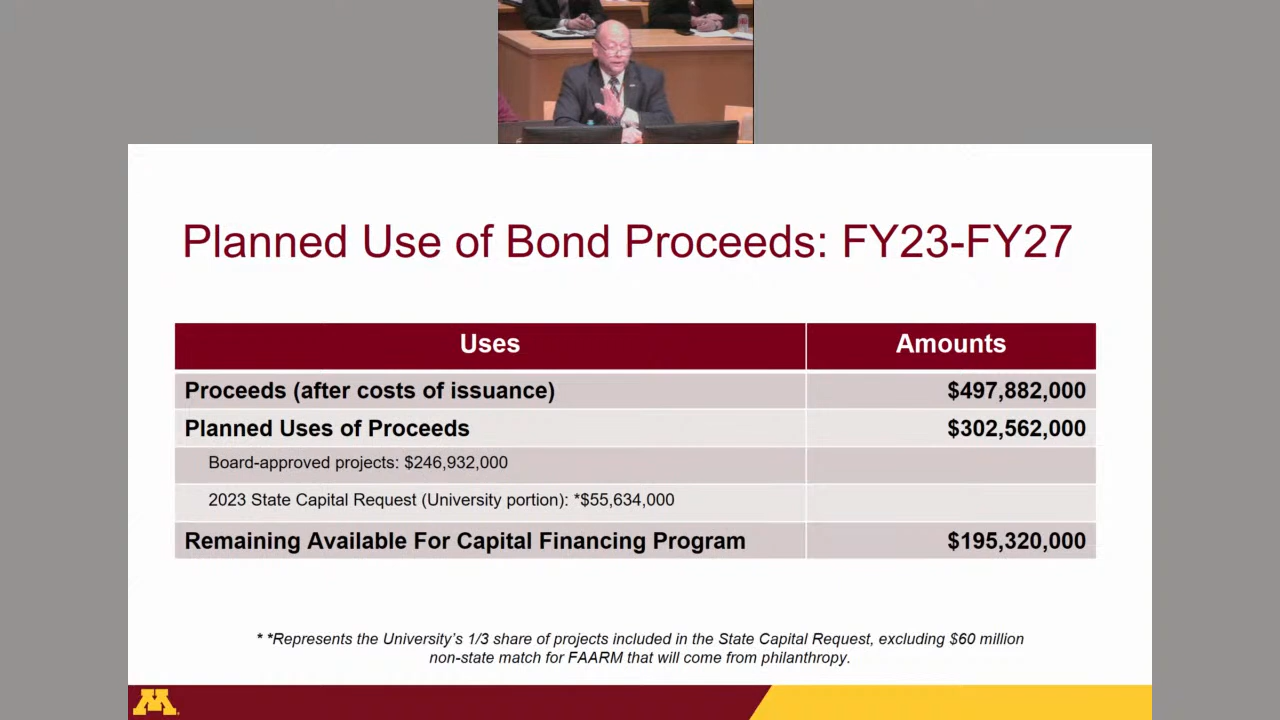 Planned Use of Bond Proceeds: FY23-FY27
Uses Amounts
Proceeds (after costs of issuance) $497,882,000
Planned Uses of Proceeds $302,562,000
Board-approved projects: $246,932,000
2023 State Capital Request (University portion): *$55,634,000
Remaining Available For Capital Financing Program $195,320,000
* *Represents the University's 1/3 share of projects included in the State Capital Request, excluding $60 million
non-state match for FAARM that will come from philanthropy.
M